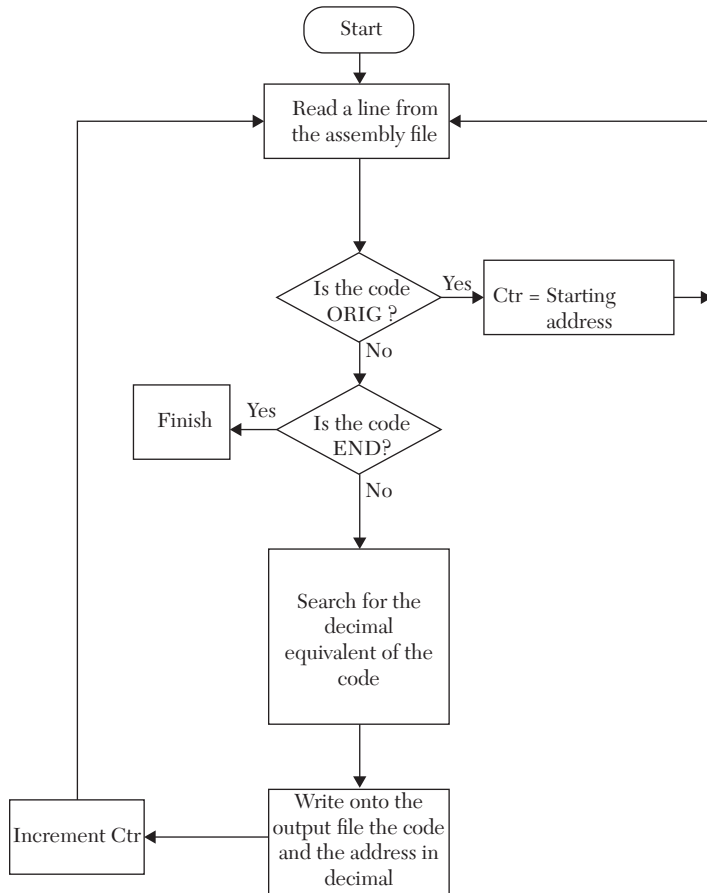 Start
Read a line from
the assembly file
Is the code
ORIG ?
Yes
Ctr = Starting
address
No
Is the code
END?
Yes
Finish
No
Search for the
decimal
equivalent of the
code
Write onto the
output file the code
and the address in
decimal
Increment Ctr